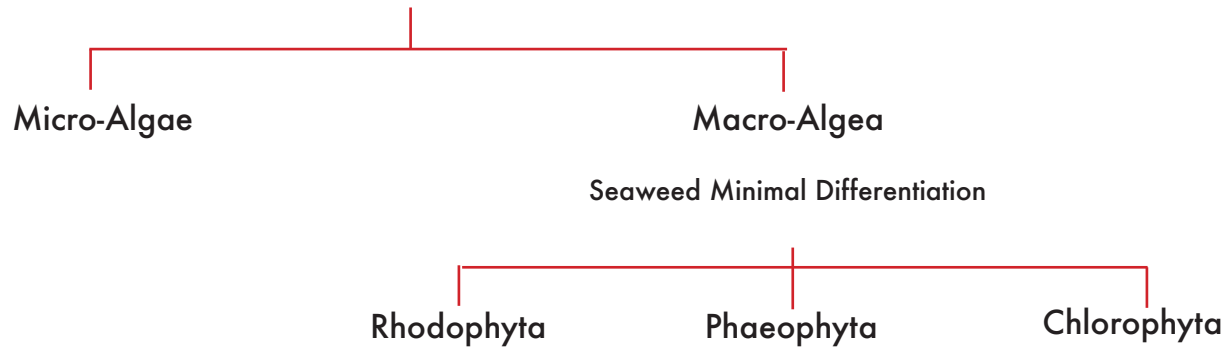 Micro-Algae
Macro-Algea
Seaweed Minimal Differentiation
Rhodophyta
Phaeophyta
Chlorophyta